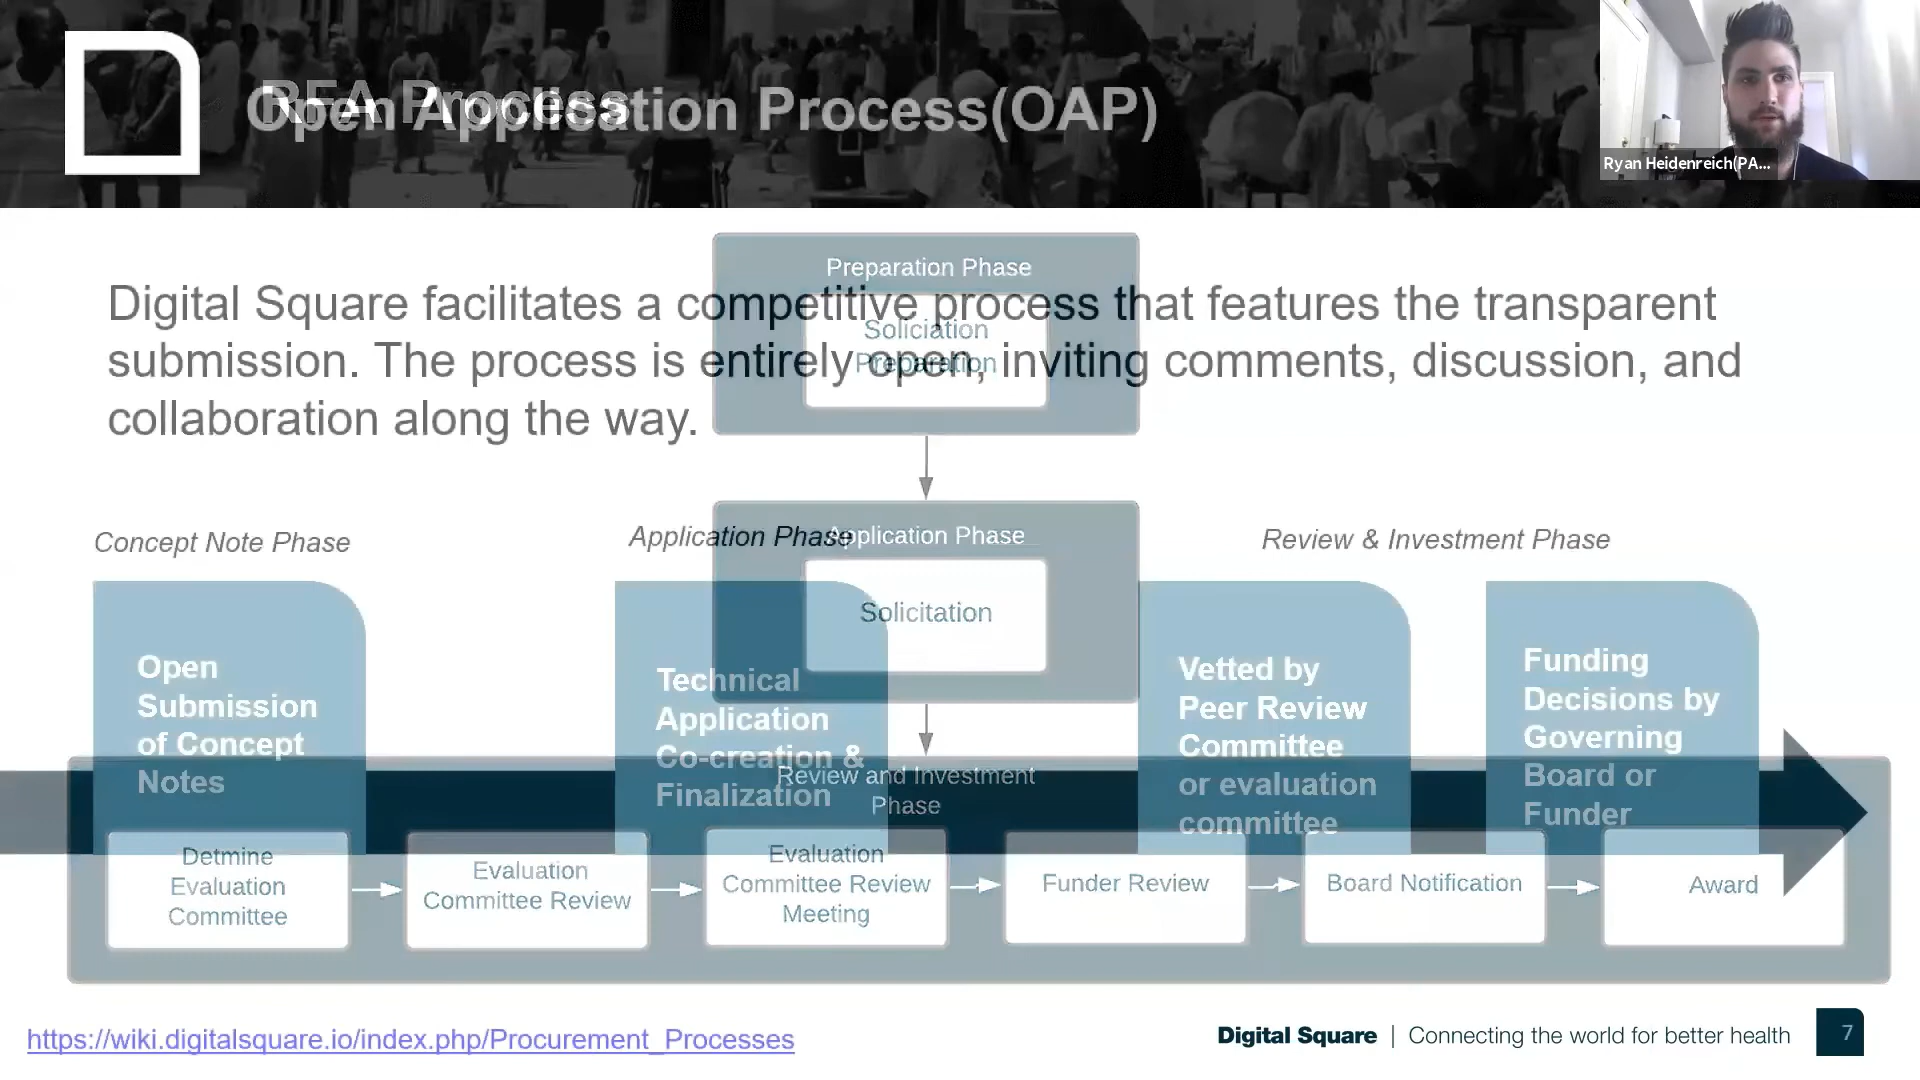 RFA Process
Open Application Process(OAP)
Ryan Heidenreich(PA...
Digital Square facilitates a competitive process that features the transparent
submission. The process is entirely open, inviting comments, discussion, and
collaboration along the way.
Preparation Phase
Soliciation
Preparation
Concept Note Phase
Application Phase
Review & Investment Phase
Application Phase
Solicitation
Open
Submission
of Concept
Notes
Technical
Application
Co-creation &
Finalization
Vetted by
Peer Review
Committee
or evaluation
committee
Funding
Decisions by
Governing
Board or
Funder
Review and Investment
Phase
Detmine
Evaluation
Committee
Evaluation
Committee Review
Evaluation
Committee Review
Meeting
Funder Review
Board Notification
Award
https://wiki.digitalsquare.io/index.php/Procurement_Processes
Digital Square | Connecting the world for better health
7